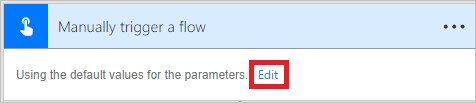 Manually trigger a flow
Using the default values for the parameters. Edit